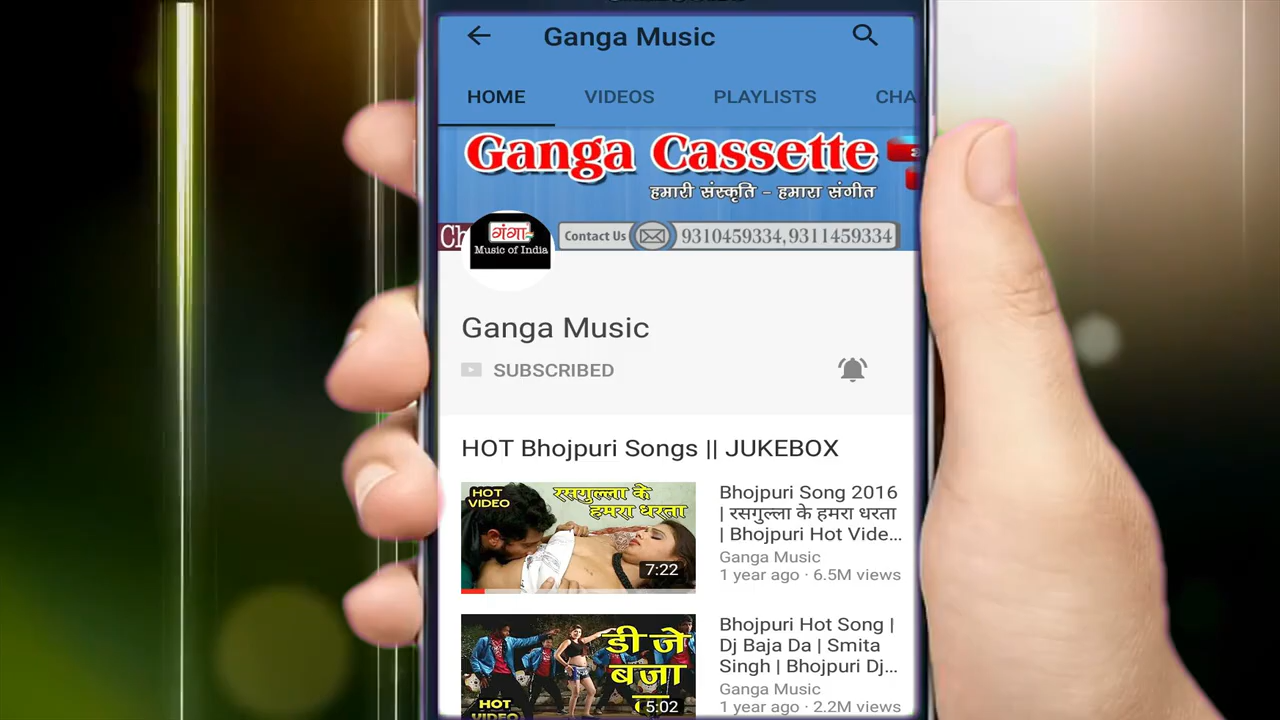 Ganga Music
HOME VIDEOS PLAYLISTS CHA
Ganga Cassette
हमारी संस्कृति - हमारा संगीत
Ch
गंगा
Music of India
Contact Us 9310459334,9311459334
Ganga Music
SUBSCRIBED
HOT Bhojpuri Songs || JUKEBOX
HOT
VIDEO
रसगुल्ला के
हमरा धरता
7:22
Bhojpuri Song 2016
| रसगुल्ला के हमरा धरता
| Bhojpuri Hot Vide...
Ganga Music
1 year ago · 6.5M views
डी जे
बजा
HOT
VIDEO
5:02
Bhojpuri Hot Song |
Dj Baja Da | Smita
Singh | Bhojpuri Dj...
Ganga Music
1 year ago · 2.2M views